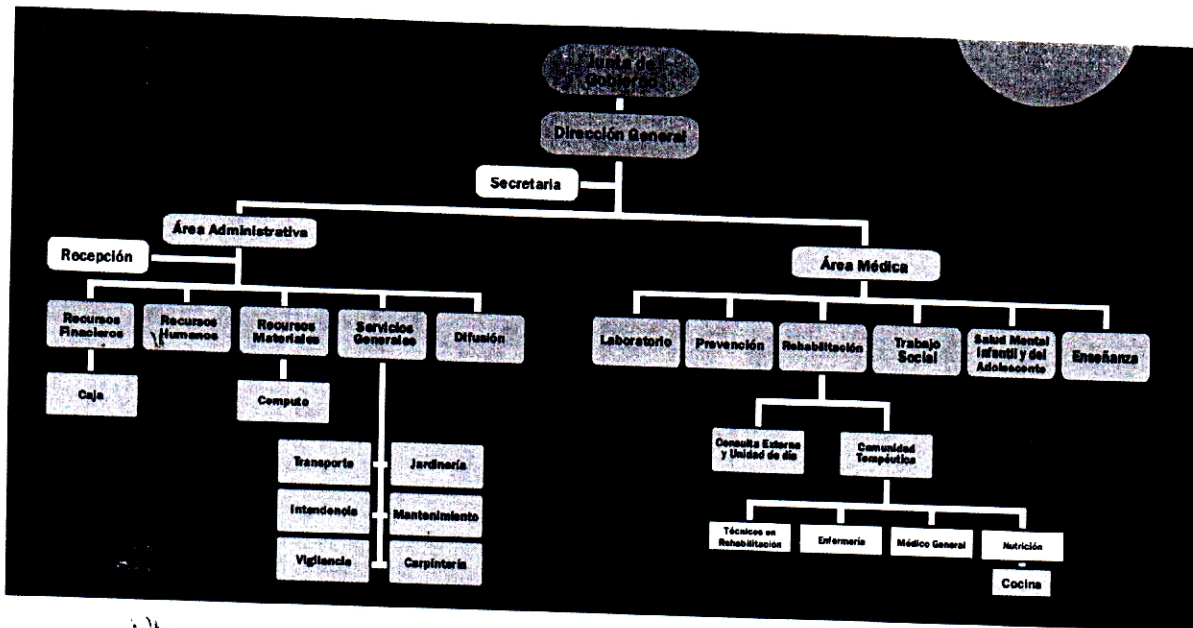 Junta de
Gobierno
Dirección General
Secretaria
Área Administrativa
Recepción
Área Médica
Recursos
Finacieros
Recursos
Humanos
Recursos
Materiales
Servicios
Generales
Difusión
Laboratorio
Prevención
Rehabilitación
Trabajo
Social
Salud Mental
Infantil y del
Adolescente
Enseñanza
Caja
Computo
Consulta Externa
y Unidad de día
Comunidad
Terapéutica
Transporte
Jardinería
Intendencia
Mantenimiento
Vigilancia
Carpintería
Técnicos en
Rehabilitación
Enfermería
Médico General
Nutrición
Cocina